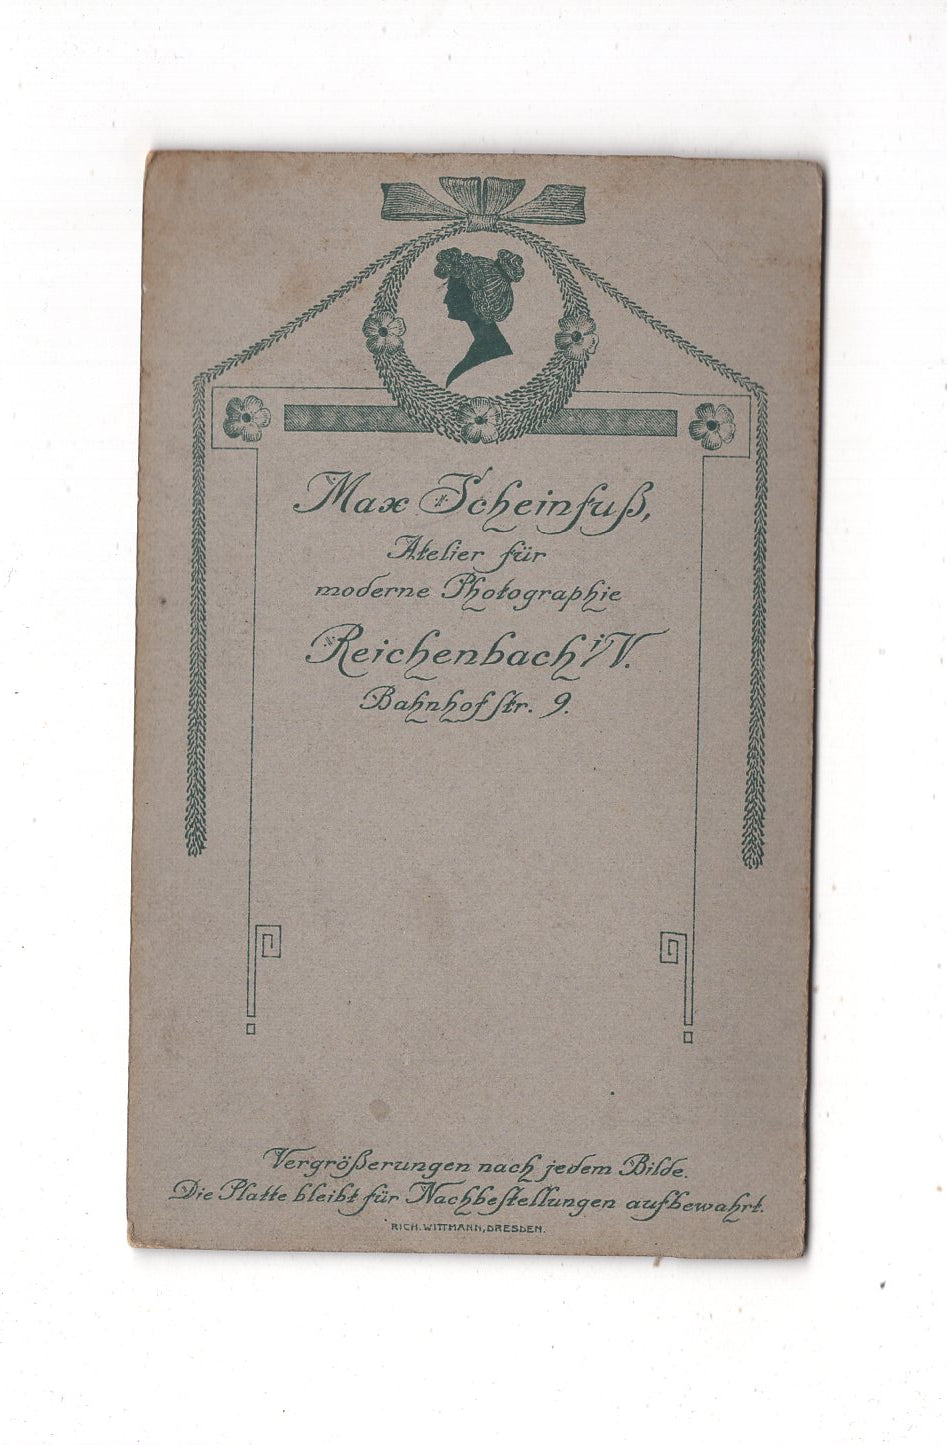 Max Scheinfuß,
Atelier für
moderne Photographie
Reichenbach i/V.
Bahnhofstr. 9.
Vergrößerungen nach jedem Bilde.
Die Platte bleibt für Nachbestellungen aufbewahrt.
RICH. WITTMANN, DRESDEN.